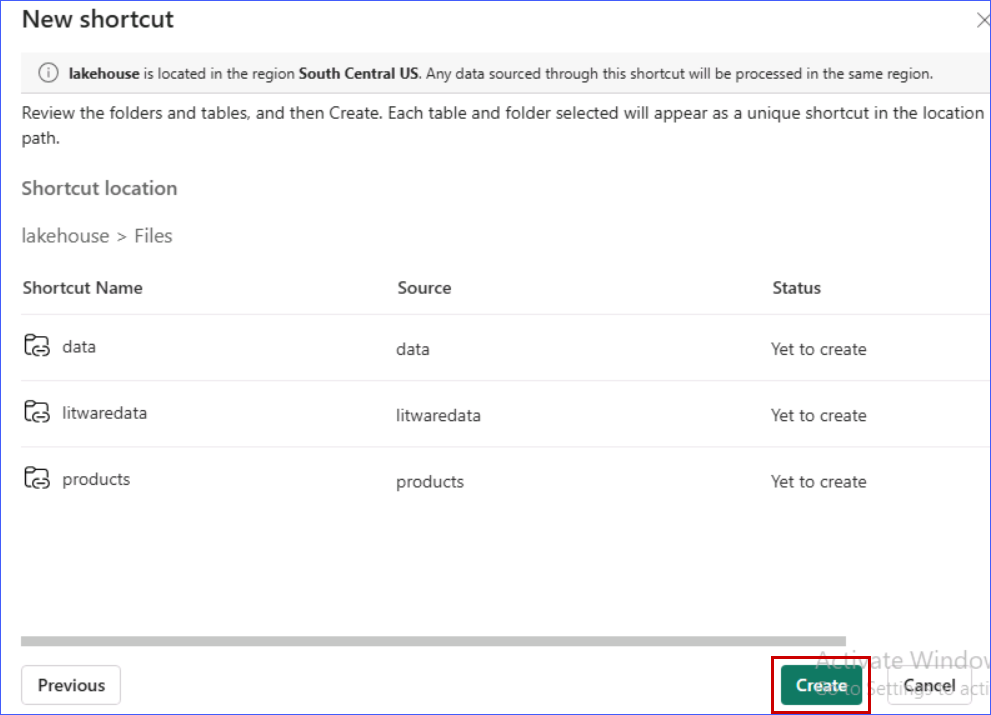 New shortcut
lakehouse is located in the region South Central US. Any data sourced through this shortcut will be processed in the same region.
Review the folders and tables, and then Create. Each table and folder selected will appear as a unique shortcut in the location
path.
Shortcut location
lakehouse > Files
Shortcut Name Source Status
data data Yet to create
litwaredata litwaredata Yet to create
products products Yet to create
Activate Window
Go to Settings to acti
Previous Create Cancel